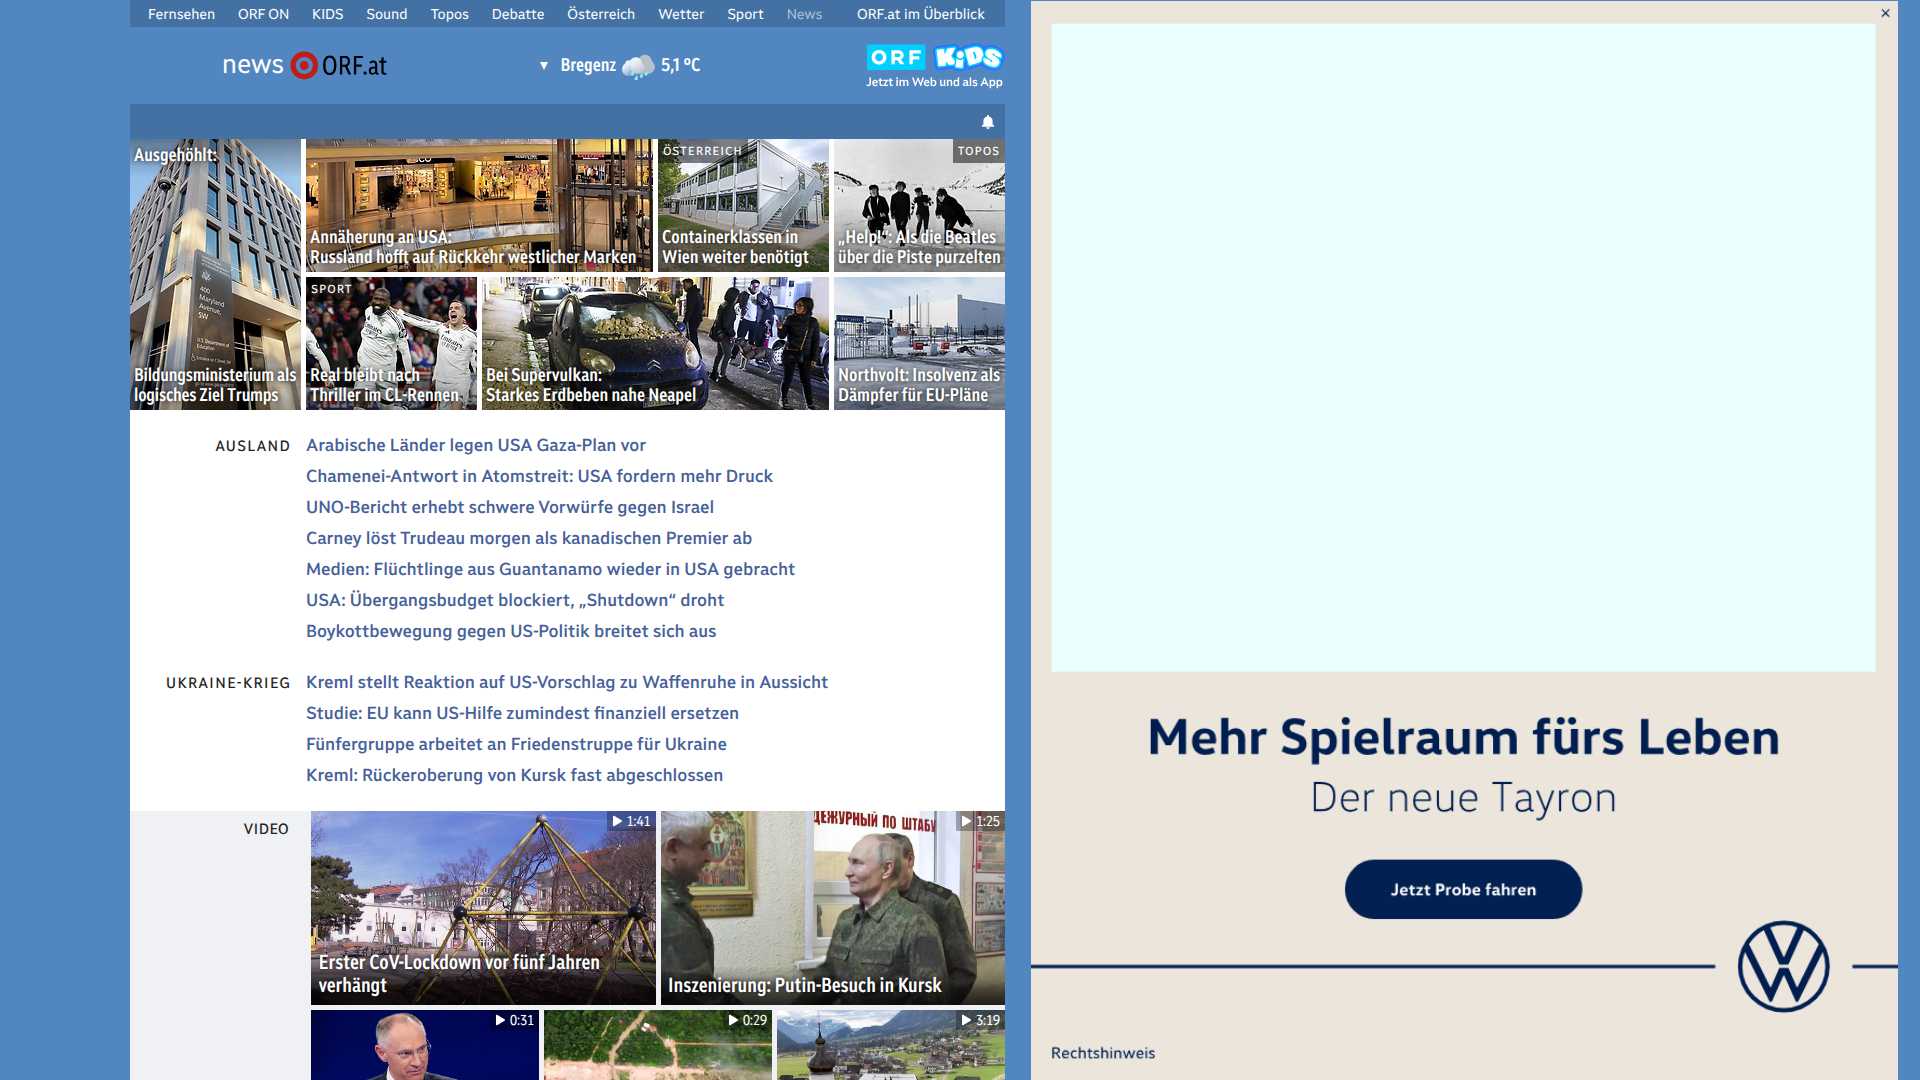 Fernsehen ORF ON KIDS Sound Topos Debatte Österreich Wetter Sport News ORF.at im Überblick
news ORF.at
Bregenz 5,1 °C
ORF KiDS
Jetzt im Web und als App
Ausgehöhlt:
Bildungsministerium als
logisches Ziel Trumps
400
Maryland
Avenue,
SW
U.S. Department of
Education
Annäherung an USA:
Russland hofft auf Rückkehr westlicher Marken
ÖSTERREICH
Containerklassen in
Wien weiter benötigt
TOPOS
„Help!“: Als die Beatles
über die Piste purzelten
SPORT
Real bleibt nach
Thriller im CL-Rennen
Bei Supervulkan:
Starkes Erdbeben nahe Neapel
Northvolt: Insolvenz als
Dämpfer für EU-Pläne
AUSLAND
Arabische Länder legen USA Gaza-Plan vor
Chamenei-Antwort in Atomstreit: USA fordern mehr Druck
UNO-Bericht erhebt schwere Vorwürfe gegen Israel
Carney löst Trudeau morgen als kanadischen Premier ab
Medien: Flüchtlinge aus Guantanamo wieder in USA gebracht
USA: Übergangsbudget blockiert, „Shutdown“ droht
Boykottbewegung gegen US-Politik breitet sich aus
UKRAINE-KRIEG
Kreml stellt Reaktion auf US-Vorschlag zu Waffenruhe in Aussicht
Studie: EU kann US-Hilfe zumindest finanziell ersetzen
Fünfergruppe arbeitet an Friedenstruppe für Ukraine
Kreml: Rückeroberung von Kursk fast abgeschlossen
VIDEO
1:41
Erster CoV-Lockdown vor fünf Jahren
verhängt
1:25
ДЕЖУРНЫЙ ПО ШТАБУ
Inszenierung: Putin-Besuch in Kursk
0:31
0:29
3:19
Mehr Spielraum fürs Leben
Der neue Tayron
Jetzt Probe fahren
Rechtshinweis